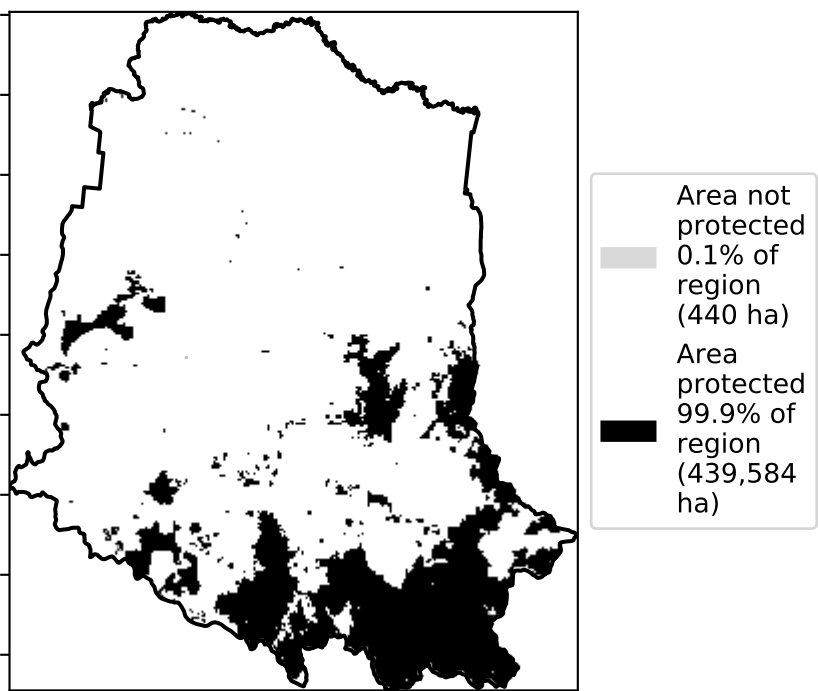 Area not
protected
0.1% of
region
(440 ha)
Area
protected
99.9% of
region
(439,584
ha)